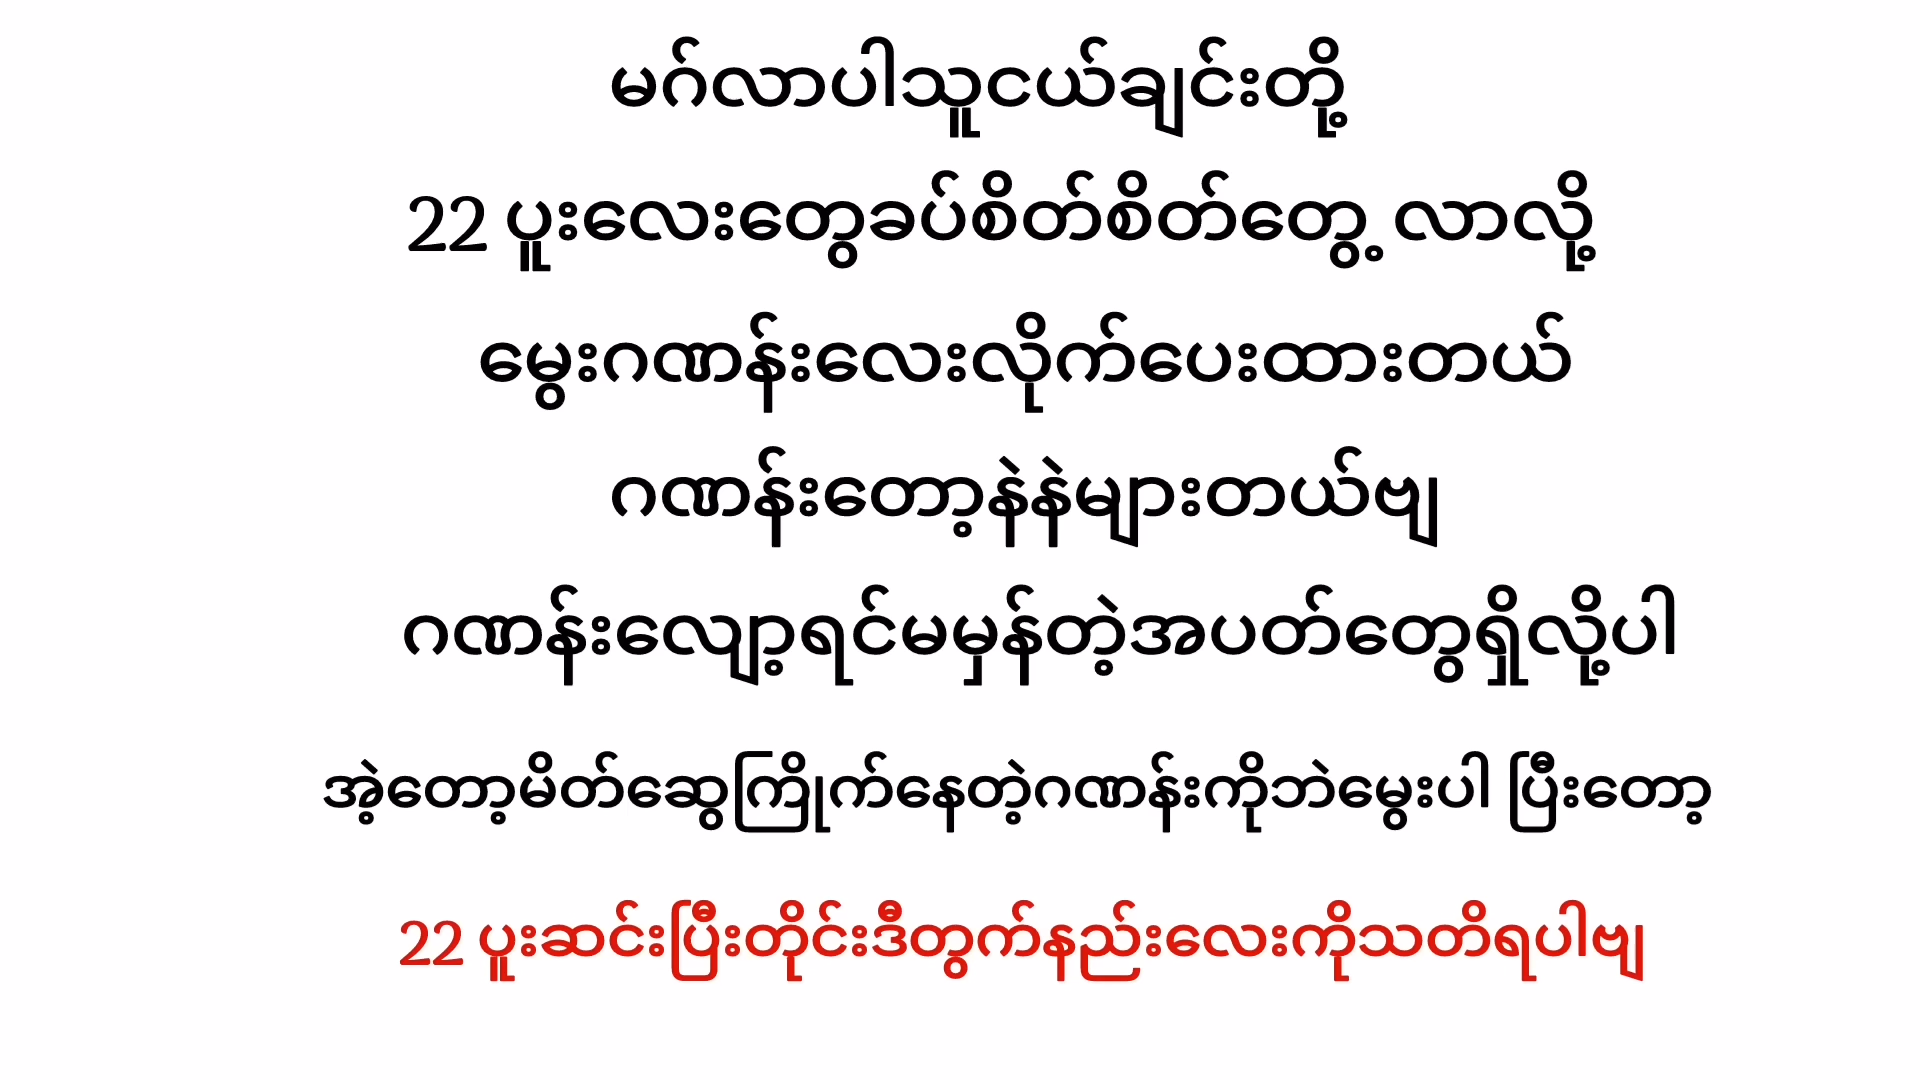 မဂ်လာပါသူငယ်ချင်းတို့
22 ပူးလေးတွေခပ်စိတ်စိတ်တွေ့ လာလို့
မွေးဂဏန်းလေးလိုက်ပေးထားတယ်
ဂဏန်းတော့နဲနဲများတယ်ဗျ
ဂဏန်းလျော့ရင်မမှန်တဲ့အပတ်တွေရှိလို့ပါ
အဲ့တော့မိတ်ဆွေကြိုက်နေတဲ့ဂဏန်းကိုဘဲမွေးပါ ပြီးတော့
22 ပူးဆင်းပြီးတိုင်းဒီတွက်နည်းလေးကိုသတိရပါဗျ